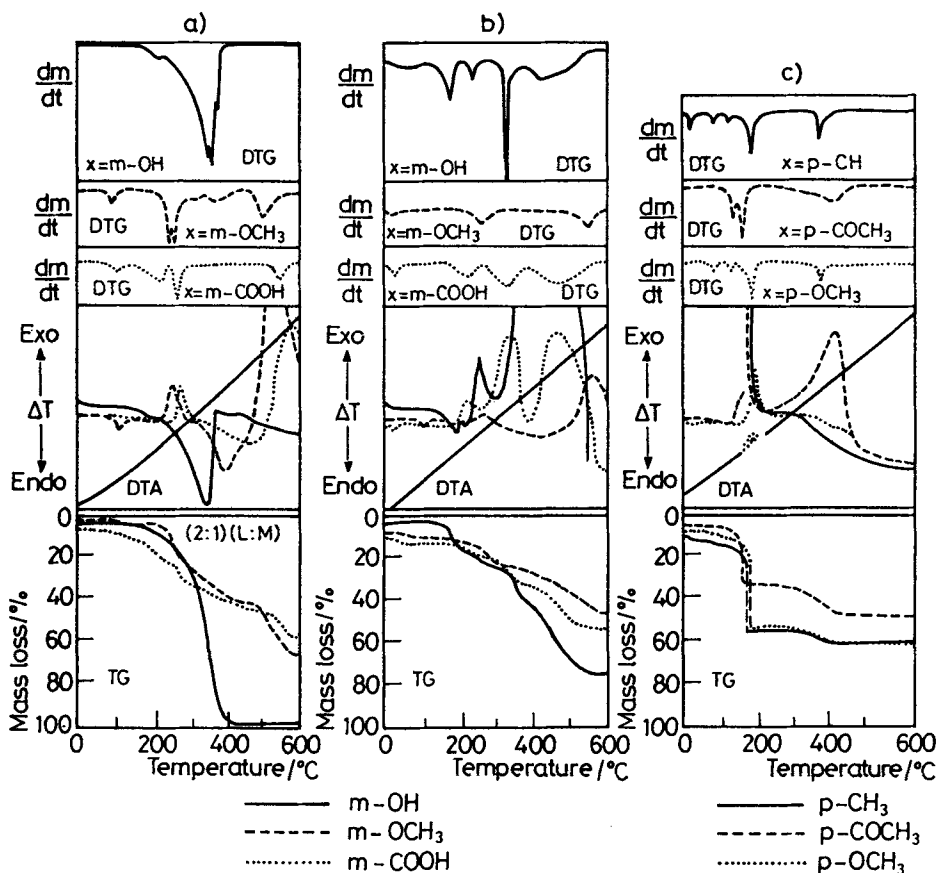 a)
dm
dt
x=m-OH DTG
dm
dt
DTG x=m-OCH₃
dm
dt
DTG x=m-COOH
Exo
ΔT
Endo
DTA
0
20
40
60
80
100
Mass loss/%
(2:1)(L:M)
TG
0 200 400 600
Temperature/°C
b)
dm
dt
x=m-OH DTG
dm
dt
x=m-OCH₃ DTG
dm
dt
x=m-COOH DTG
Exo
ΔT
Endo
DTA
0
20
40
60
80
100
Mass loss/%
TG
0 200 400 600
Temperature/°C
c)
dm
dt
DTG x=p-CH
dm
dt
DTG x=p-COCH₃
dm
dt
DTG x=p-OCH₃
Exo
ΔT
Endo
DTA
0
20
40
60
80
100
Mass loss/%
TG
0 200 400 600
Temperature/°C
m-OH
m-OCH₃
m-COOH
p-CH₃
p-COCH₃
p-OCH₃